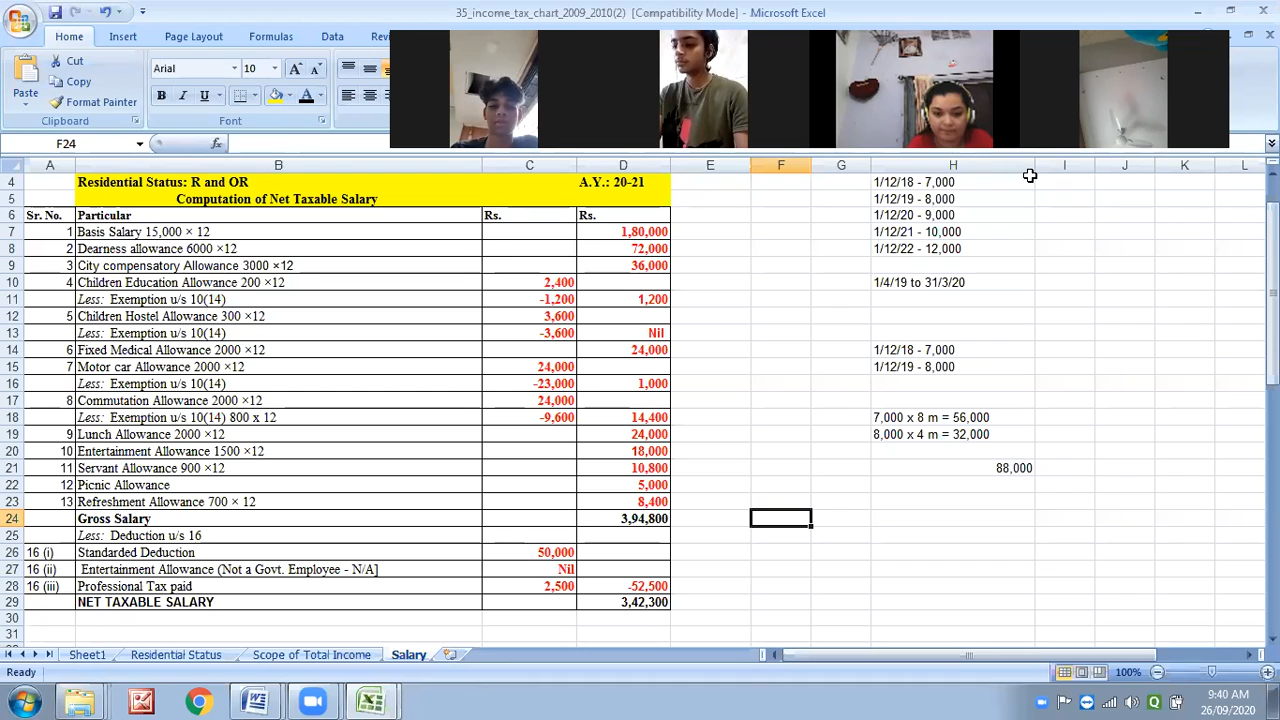 35_income_tax_chart_2009_2010(2) [Compatibility Mode] - Microsoft Excel
Home Insert Page Layout Formulas Data
Paste
Cut
Copy
Format Painter
Arial 10
B I U A
Clipboard Font
F24 fx
A B C D E F G H I J K L
4 Residential Status: R and OR A.Y.: 20-21 1/12/18 - 7,000
5 Computation of Net Taxable Salary 1/12/19 - 8,000
6 Sr. No. Particular Rs. Rs. 1/12/20 - 9,000
7 1 Basis Salary 15,000 × 12 1,80,000 1/12/21 - 10,000
8 2 Dearness allowance 6000 ×12 72,000 1/12/22 - 12,000
9 3 City compensatory Allowance 3000 ×12 36,000
10 4 Children Education Allowance 200 ×12 2,400 1/4/19 to 31/3/20
11 Less: Exemption u/s 10(14) -1,200 1,200
12 5 Children Hostel Allowance 300 ×12 3,600
13 Less: Exemption u/s 10(14) -3,600 Nil
14 6 Fixed Medical Allowance 2000 ×12 24,000 1/12/18 - 7,000
15 7 Motor car Allowance 2000 ×12 24,000 1/12/19 - 8,000
16 Less: Exemption u/s 10(14) -23,000 1,000
17 8 Commutation Allowance 2000 ×12 24,000
18 Less: Exemption u/s 10(14) 800 x 12 -9,600 14,400 7,000 x 8 m = 56,000
19 9 Lunch Allowance 2000 ×12 24,000 8,000 x 4 m = 32,000
20 10 Entertainment Allowance 1500 ×12 18,000
21 11 Servant Allowance 900 ×12 10,800 88,000
22 12 Picnic Allowance 5,000
23 13 Refreshment Allowance 700 × 12 8,400
24 Gross Salary 3,94,800
25 Less: Deduction u/s 16
26 16 (i) Standarded Deduction 50,000
27 16 (ii) Entertainment Allowance (Not a Govt. Employee - N/A] Nil
28 16 (iii) Professional Tax paid 2,500 -52,500
29 NET TAXABLE SALARY 3,42,300
30
31
Sheet1 Residential Status Scope of Total Income Salary
Ready 100%
9:40 AM
26/09/2020